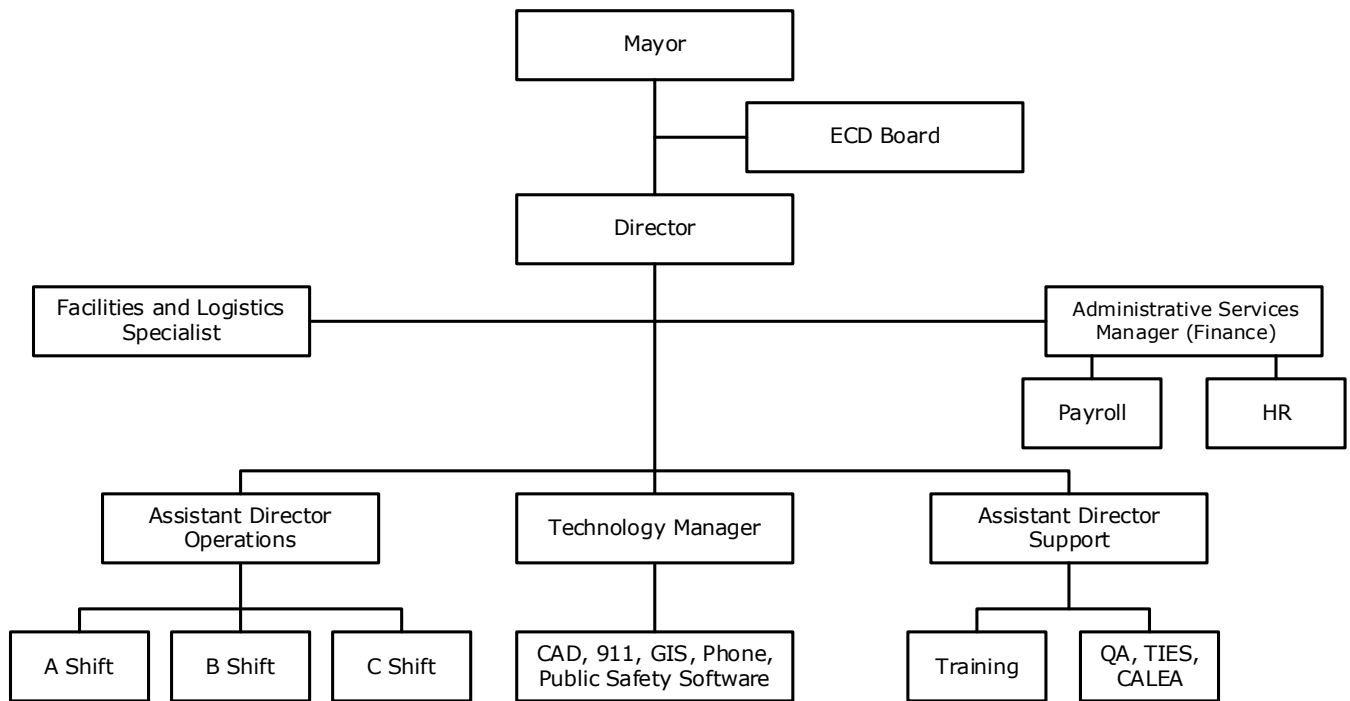 Mayor
ECD Board
Director
Facilities and Logistics
Specialist
Administrative Services
Manager (Finance)
Payroll
HR
Assistant Director
Operations
Technology Manager
Assistant Director
Support
A Shift
B Shift
C Shift
CAD, 911, GIS, Phone,
Public Safety Software
Training
QA, TIES,
CALEA